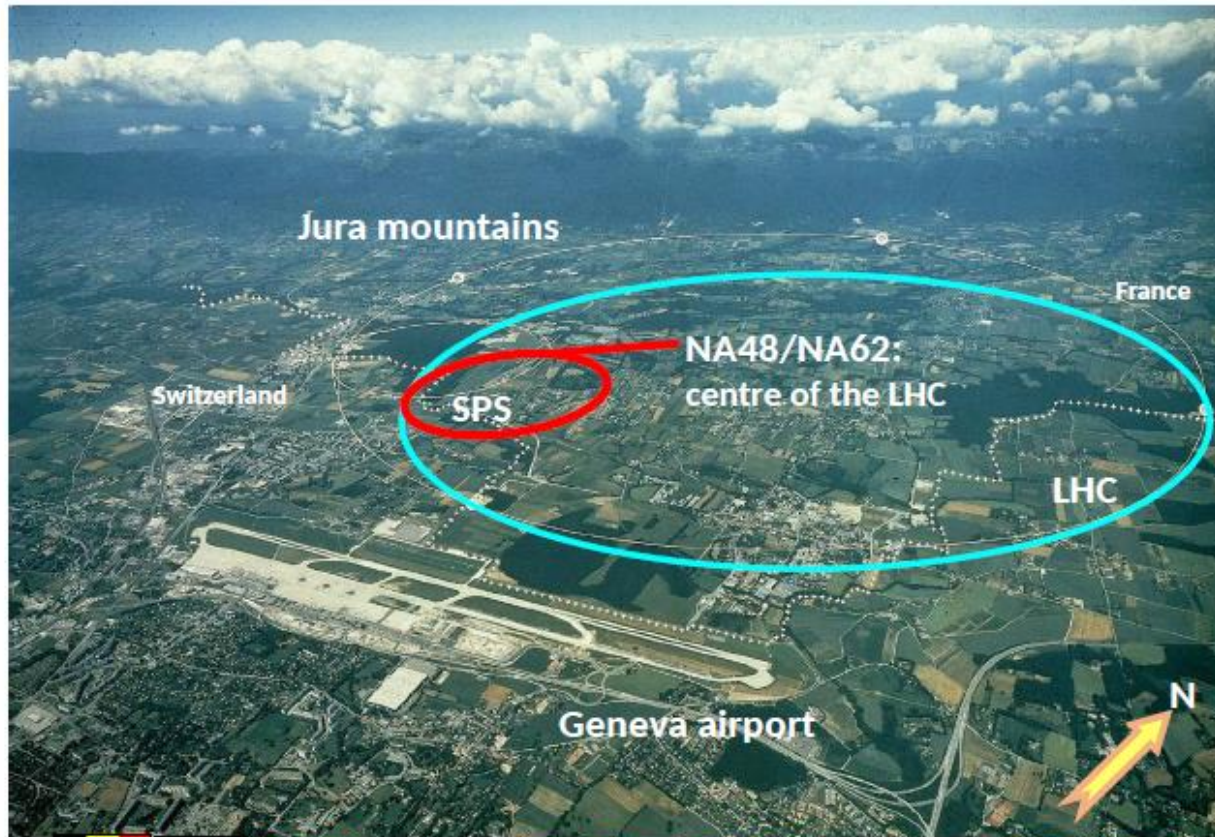 Jura mountains
France
NA48/NA62:
centre of the LHC
Switzerland
SPS
LHC
N
Geneva airport